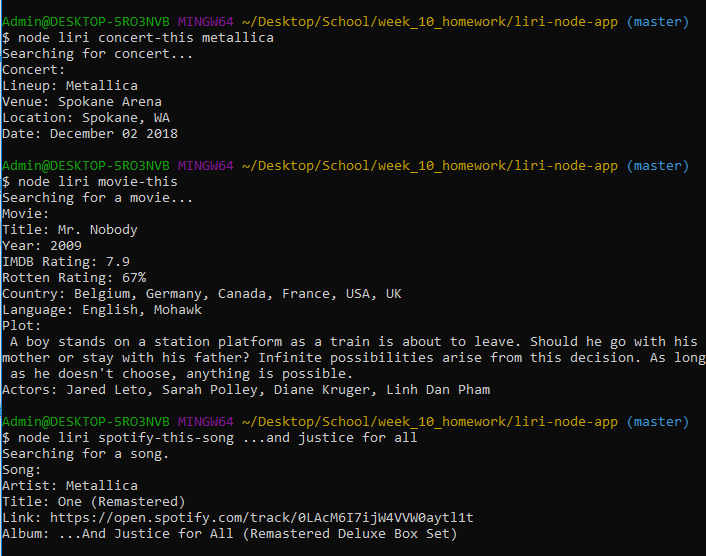 Admin@DESKTOP-5RO3NVB MINGW64 ~/Desktop/School/week_10_homework/liri-node-app (master)
$ node liri concert-this metallica
Searching for concert...
Concert:
Lineup: Metallica
Venue: Spokane Arena
Location: Spokane, WA
Date: December 02 2018
Admin@DESKTOP-5RO3NVB MINGW64 ~/Desktop/School/week_10_homework/liri-node-app (master)
$ node liri movie-this
Searching for a movie...
Movie:
Title: Mr. Nobody
Year: 2009
IMDB Rating: 7.9
Rotten Rating: 67%
Country: Belgium, Germany, Canada, France, USA, UK
Language: English, Mohawk
Plot:
A boy stands on a station platform as a train is about to leave. Should he go with his
mother or stay with his father? Infinite possibilities arise from this decision. As long
as he doesn't choose, anything is possible.
Actors: Jared Leto, Sarah Polley, Diane Kruger, Linh Dan Pham
Admin@DESKTOP-5RO3NVB MINGW64 ~/Desktop/School/week_10_homework/liri-node-app (master)
$ node liri spotify-this-song ...and justice for all
Searching for a song.
Song:
Artist: Metallica
Title: One (Remastered)
Link: https://open.spotify.com/track/0LAcM6I7ijW4VVW0aytl1t
Album: ...And Justice for All (Remastered Deluxe Box Set)